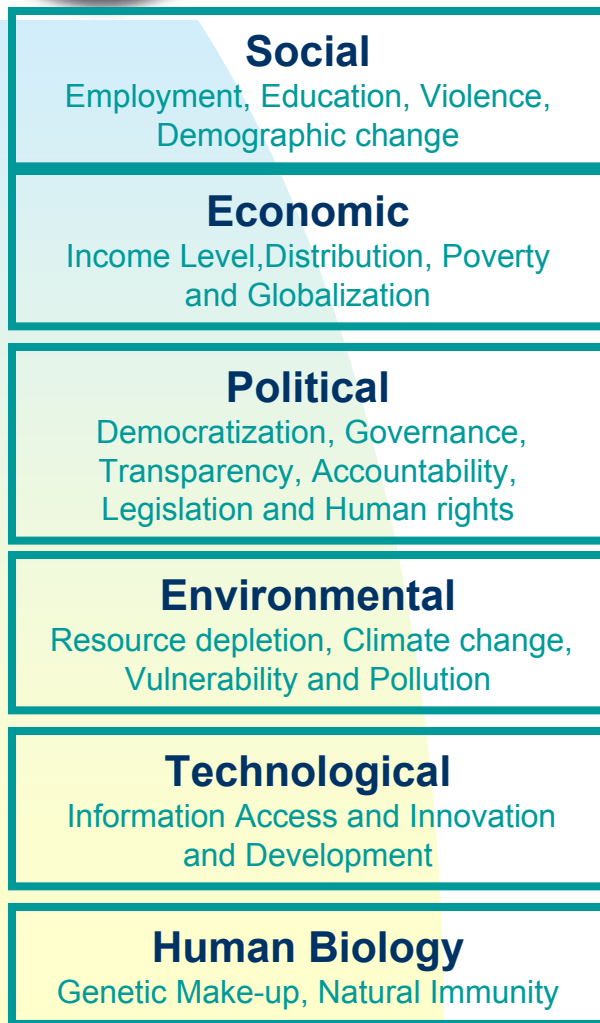 Social
Employment, Education, Violence,
Demographic change
Economic
Income Level,Distribution, Poverty
and Globalization
Political
Democratization, Governance,
Transparency, Accountability,
Legislation and Human rights
Environmental
Resource depletion, Climate change,
Vulnerability and Pollution
Technological
Information Access and Innovation
and Development
Human Biology
Genetic Make-up, Natural Immunity